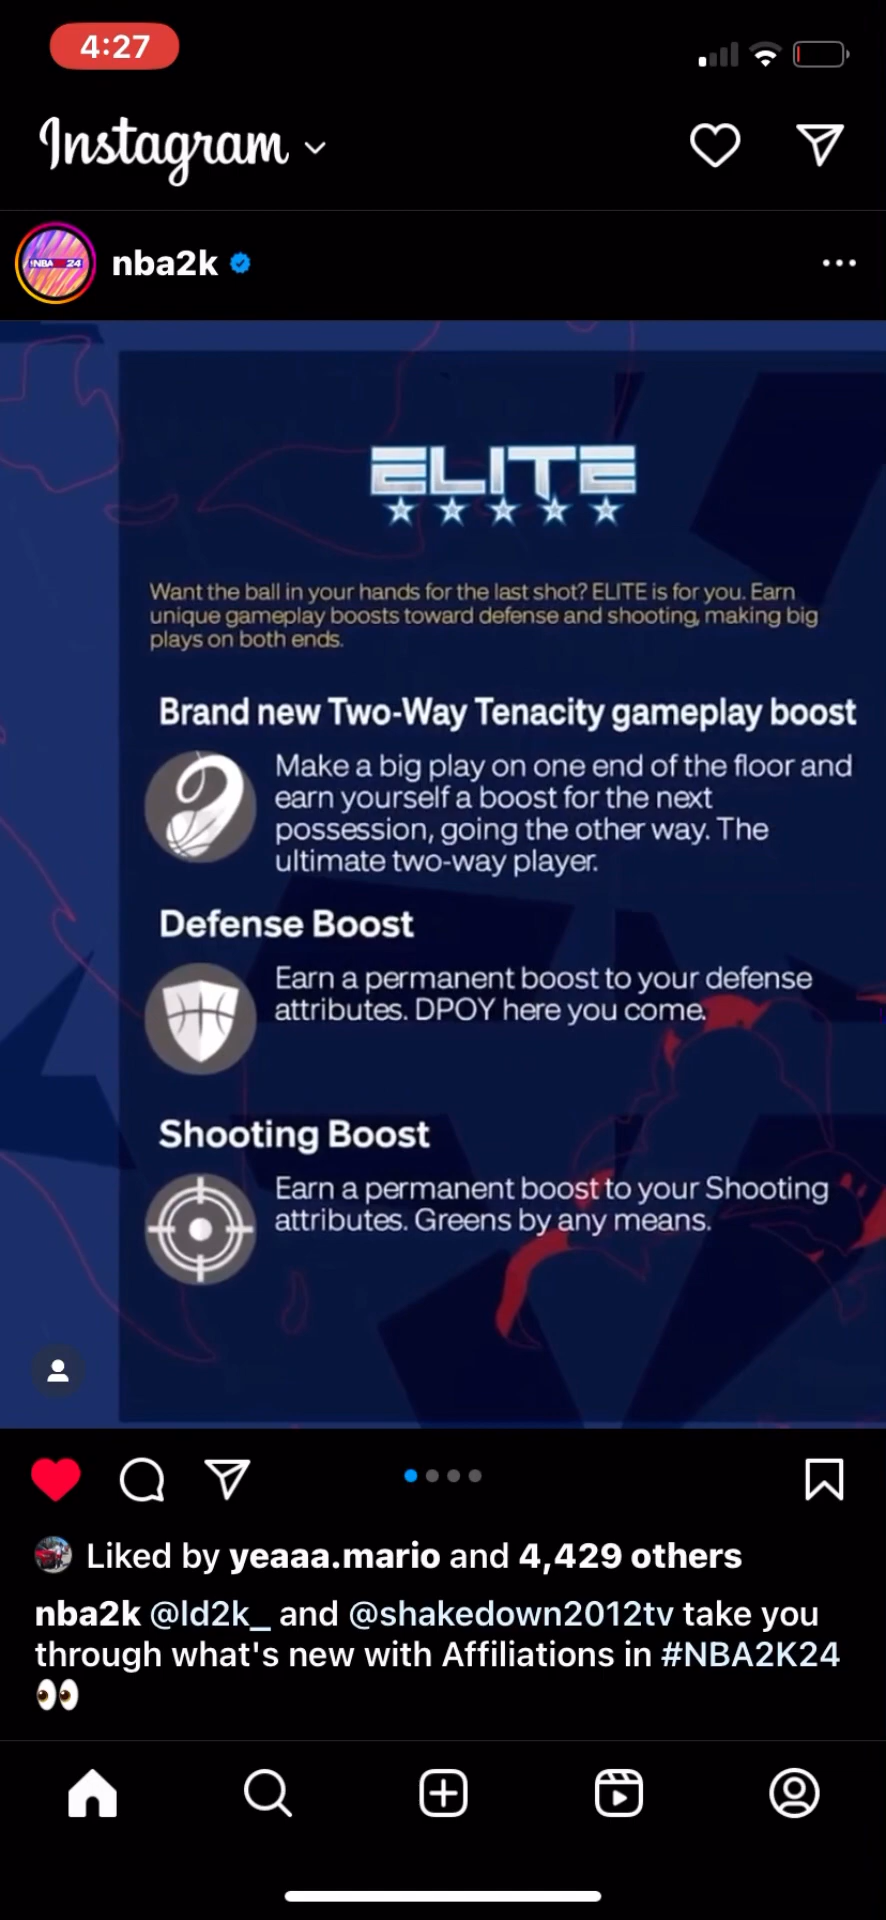 4:27
Instagram
NBA 24
nba2k
ELITE
Want the ball in your hands for the last shot? ELITE is for you. Earn
unique gameplay boosts toward defense and shooting, making big
plays on both ends.
Brand new Two-Way Tenacity gameplay boost
Make a big play on one end of the floor and
earn yourself a boost for the next
possession, going the other way. The
ultimate two-way player.
Defense Boost
Earn a permanent boost to your defense
attributes. DPOY here you come.
Shooting Boost
Earn a permanent boost to your Shooting
attributes. Greens by any means.
Liked by yeaaa.mario and 4,429 others
nba2k @ld2k_ and @shakedown2012tv take you
through what's new with Affiliations in #NBA2K24
👀